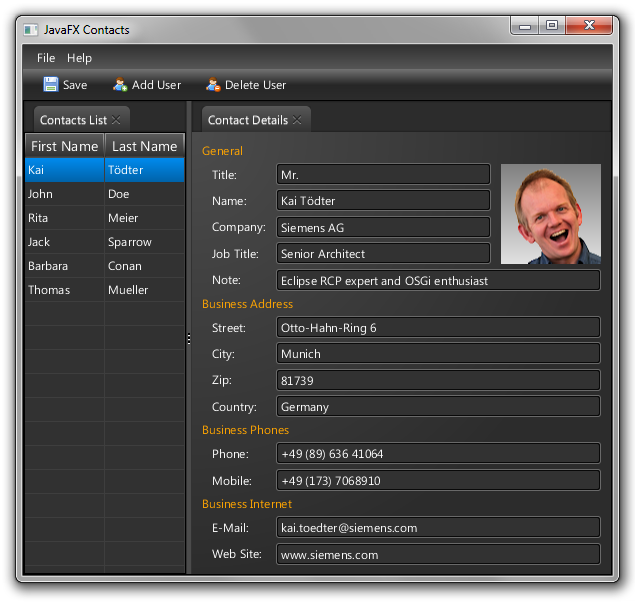 JavaFX Contacts
File Help
Save Add User Delete User
Contacts List
First Name Last Name
Kai Tödter
John Doe
Rita Meier
Jack Sparrow
Barbara Conan
Thomas Mueller
Contact Details
General
Title: Mr.
Name: Kai Tödter
Company: Siemens AG
Job Title: Senior Architect
Note: Eclipse RCP expert and OSGi enthusiast
Business Address
Street: Otto-Hahn-Ring 6
City: Munich
Zip: 81739
Country: Germany
Business Phones
Phone: +49 (89) 636 41064
Mobile: +49 (173) 7068910
Business Internet
E-Mail: kai.toedter@siemens.com
Web Site: www.siemens.com